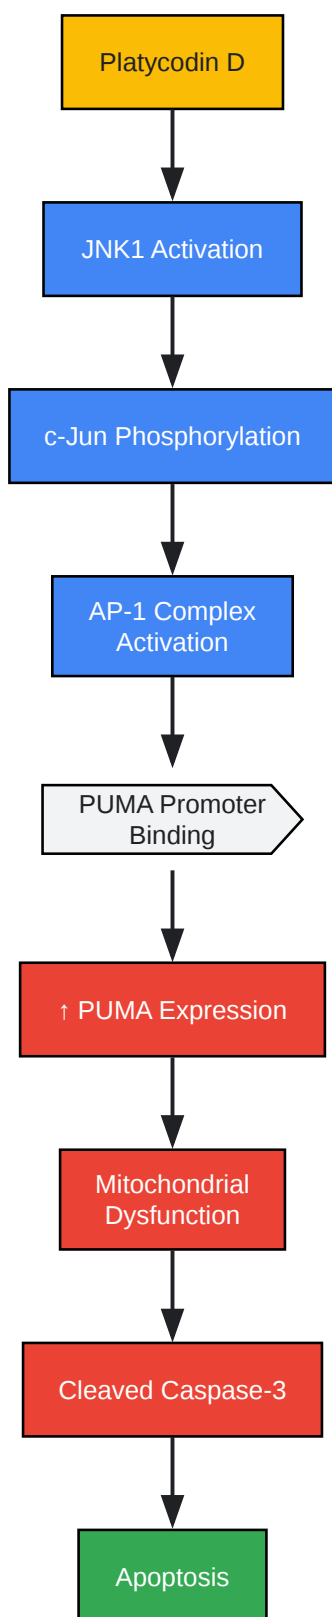 Platycodin D
JNK1 Activation
c-Jun Phosphorylation
AP-1 Complex
Activation
PUMA Promoter
Binding
↑ PUMA Expression
Mitochondrial
Dysfunction
Cleaved Caspase-3
Apoptosis